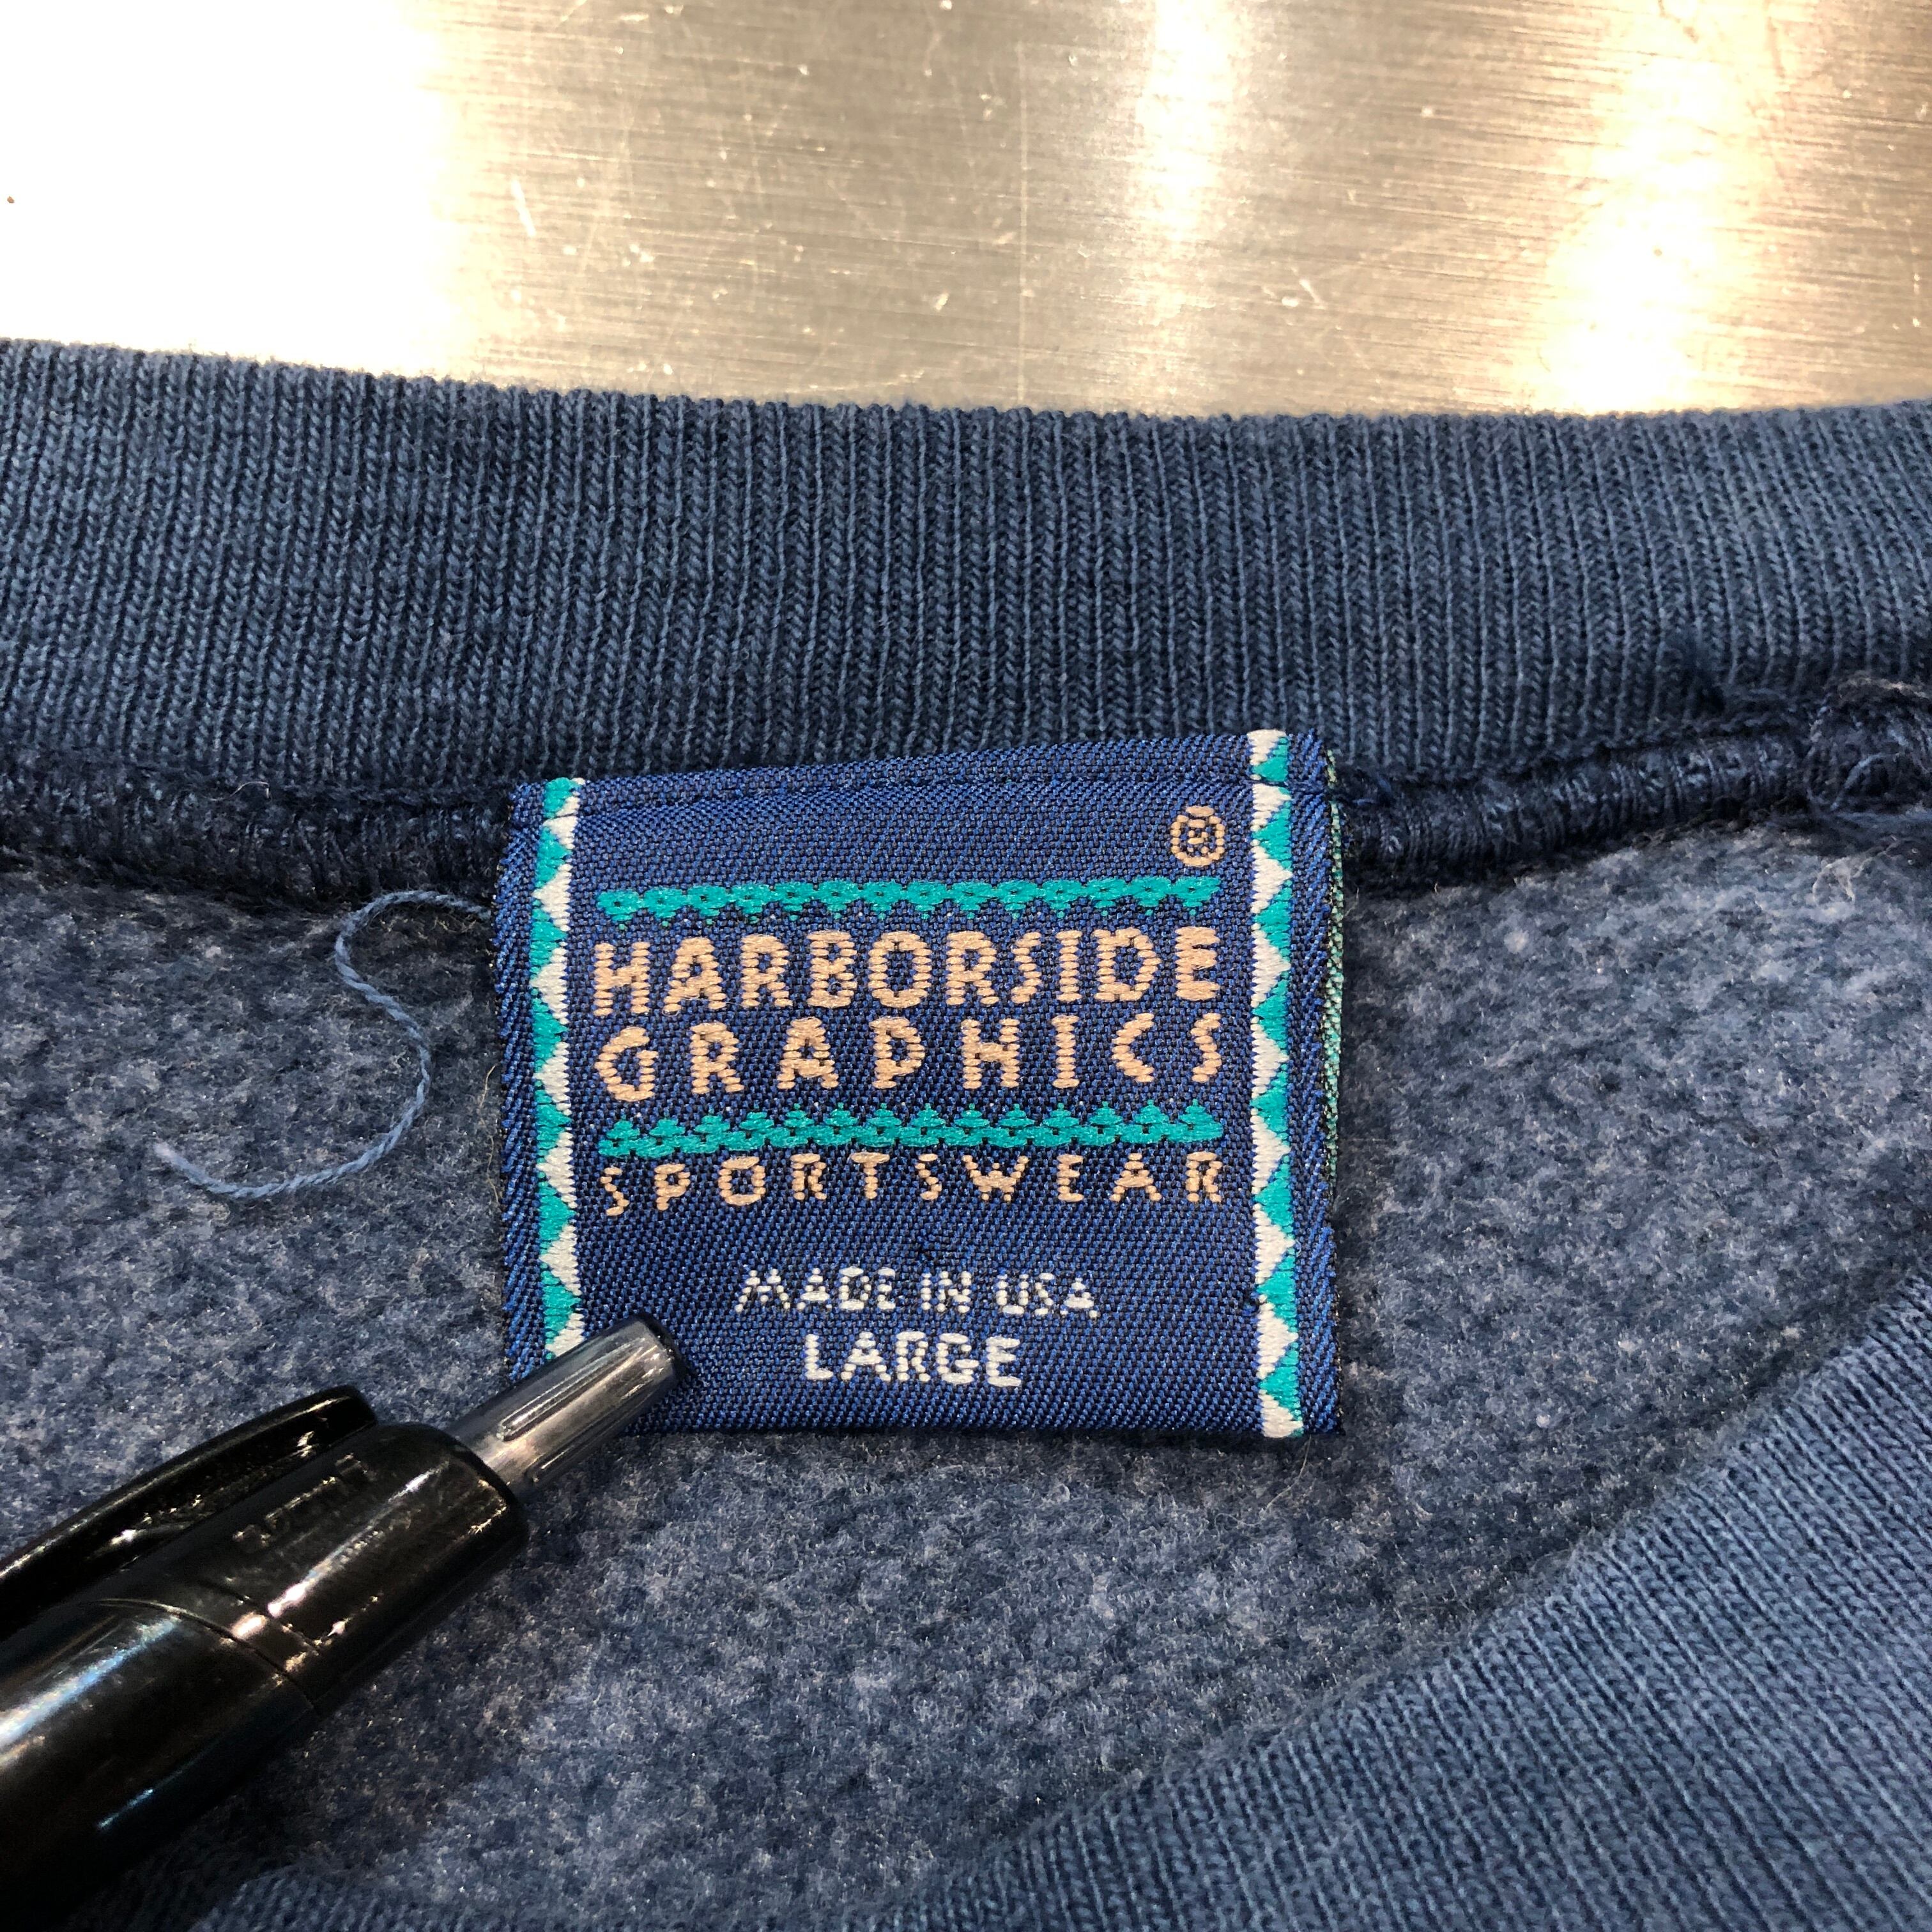 ®
HARBORSIDE
GRAPHICS
SPORTSWEAR
MADE IN USA
LARGE